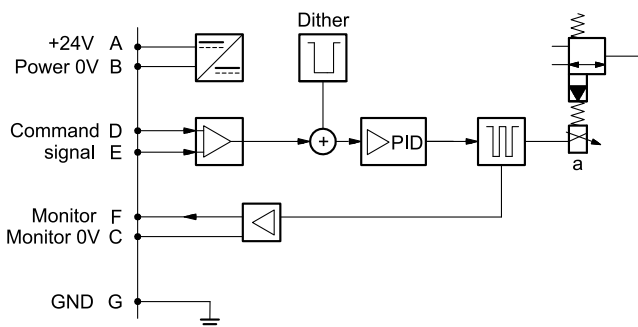 Dither
+24V A
Power 0V B
Command D
signal E
PID
a
Monitor F
Monitor 0V C
GND G